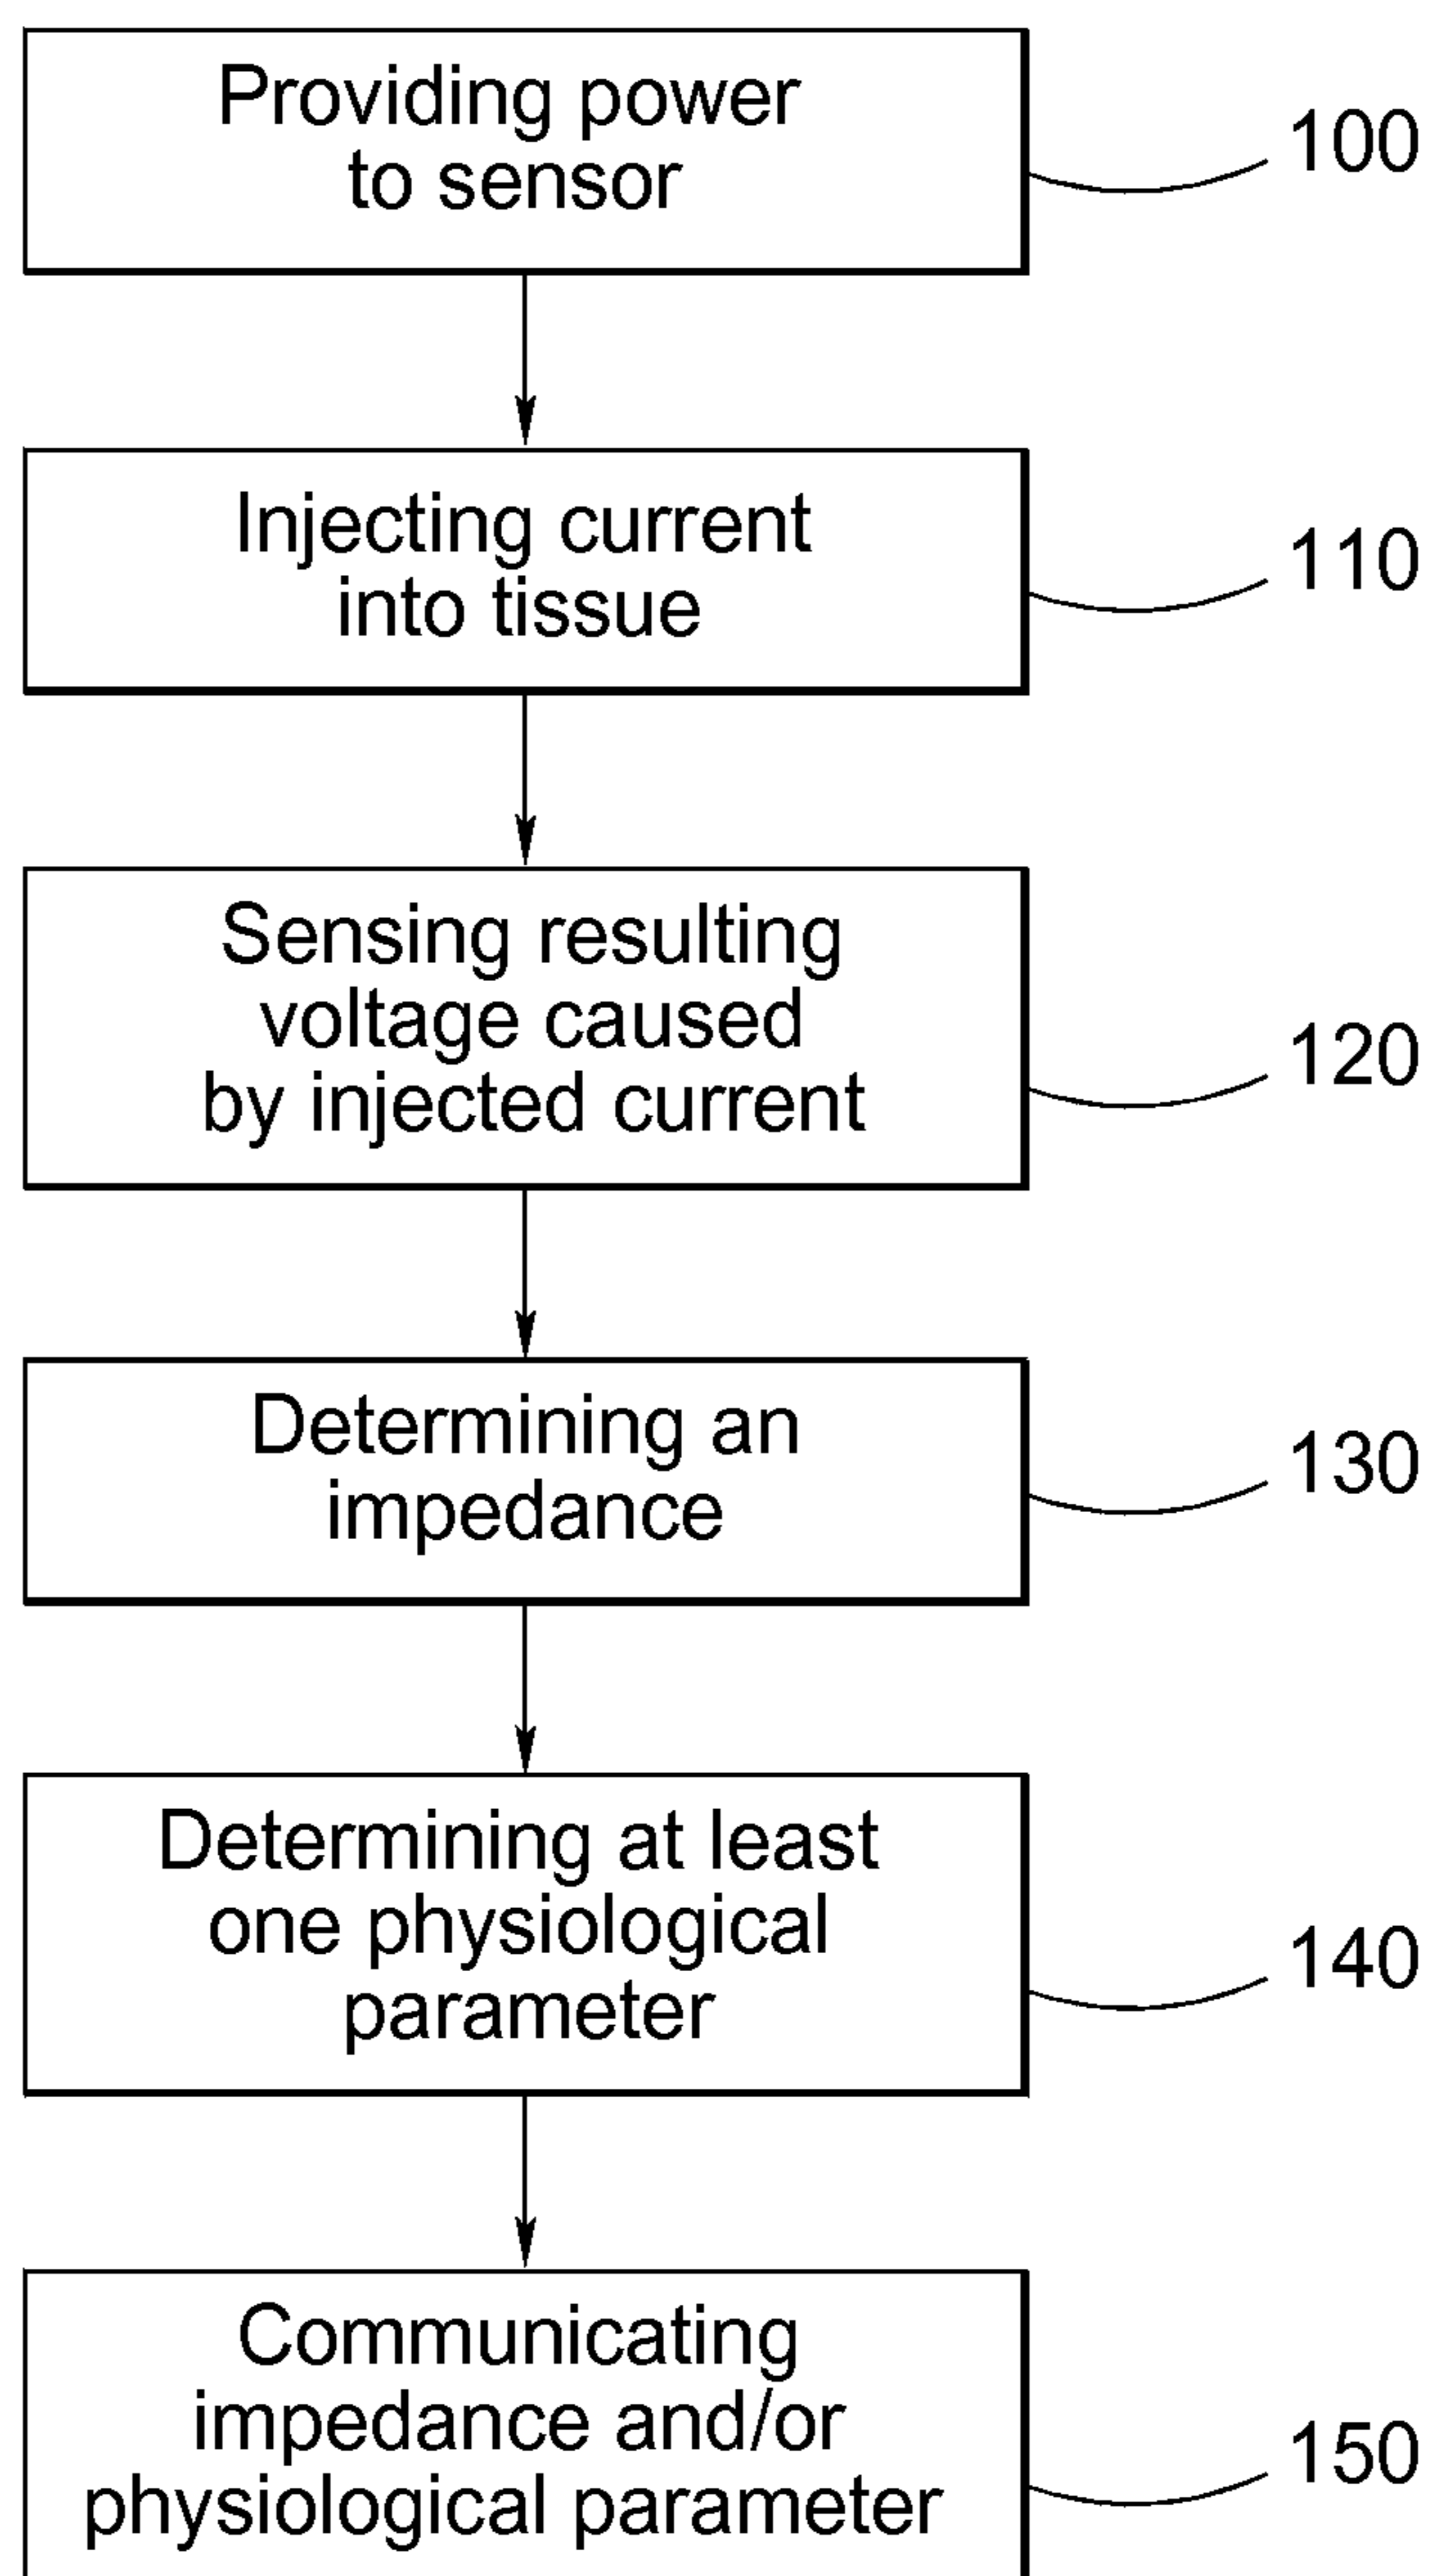 Providing power
to sensor
100
Injecting current
into tissue
110
Sensing resulting
voltage caused
by injected current
120
Determining an
impedance
130
Determining at least
one physiological
parameter
140
Communicating
impedance and/or
physiological parameter
150